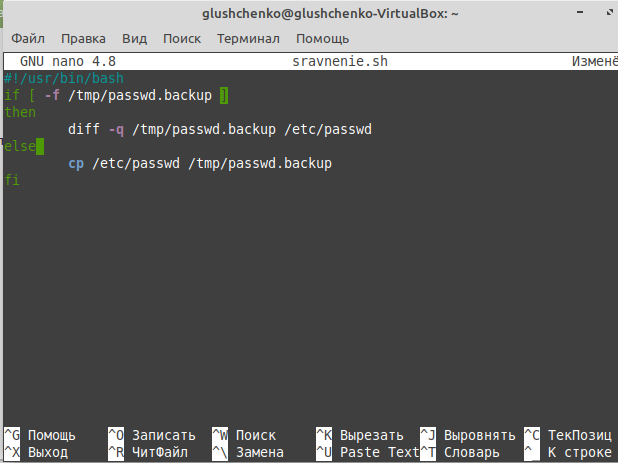 glushchenko@glushchenko-VirtualBox: ~
Файл Правка Вид Поиск Терминал Помощь
GNU nano 4.8 sravnenie.sh Изменё
#!/usr/bin/bash
if [ -f /tmp/passwd.backup ]
then
diff -q /tmp/passwd.backup /etc/passwd
else
cp /etc/passwd /tmp/passwd.backup
fi
^G Помощь ^O Записать ^W Поиск ^K Вырезать ^J Выровнять ^C ТекПозиц
^X Выход ^R ЧитФайл ^\ Замена ^U Paste Text ^T Словарь ^_ К строке